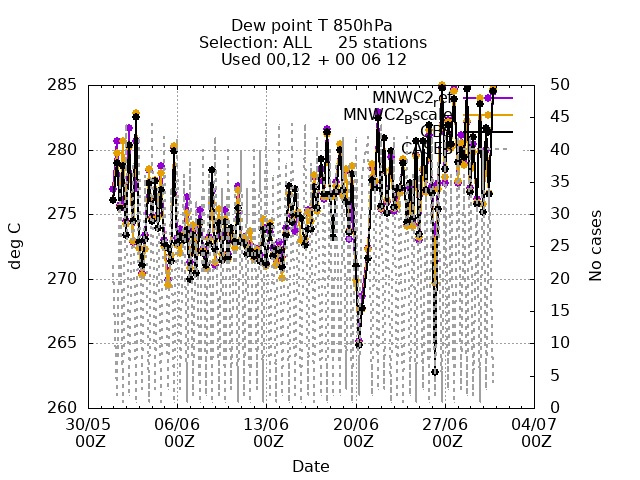 Dew point T 850hPa
Selection: ALL 25 stations
Used 00,12 + 00 06 12
285
280
275
270
265
260
50
45
40
35
30
25
20
15
10
5
0
deg C
No cases
MNWC2_ref
MNWC2_Bscale
30/05 06/06 13/06 20/06 27/06 04/07
00Z 00Z 00Z 00Z 00Z 00Z
Date